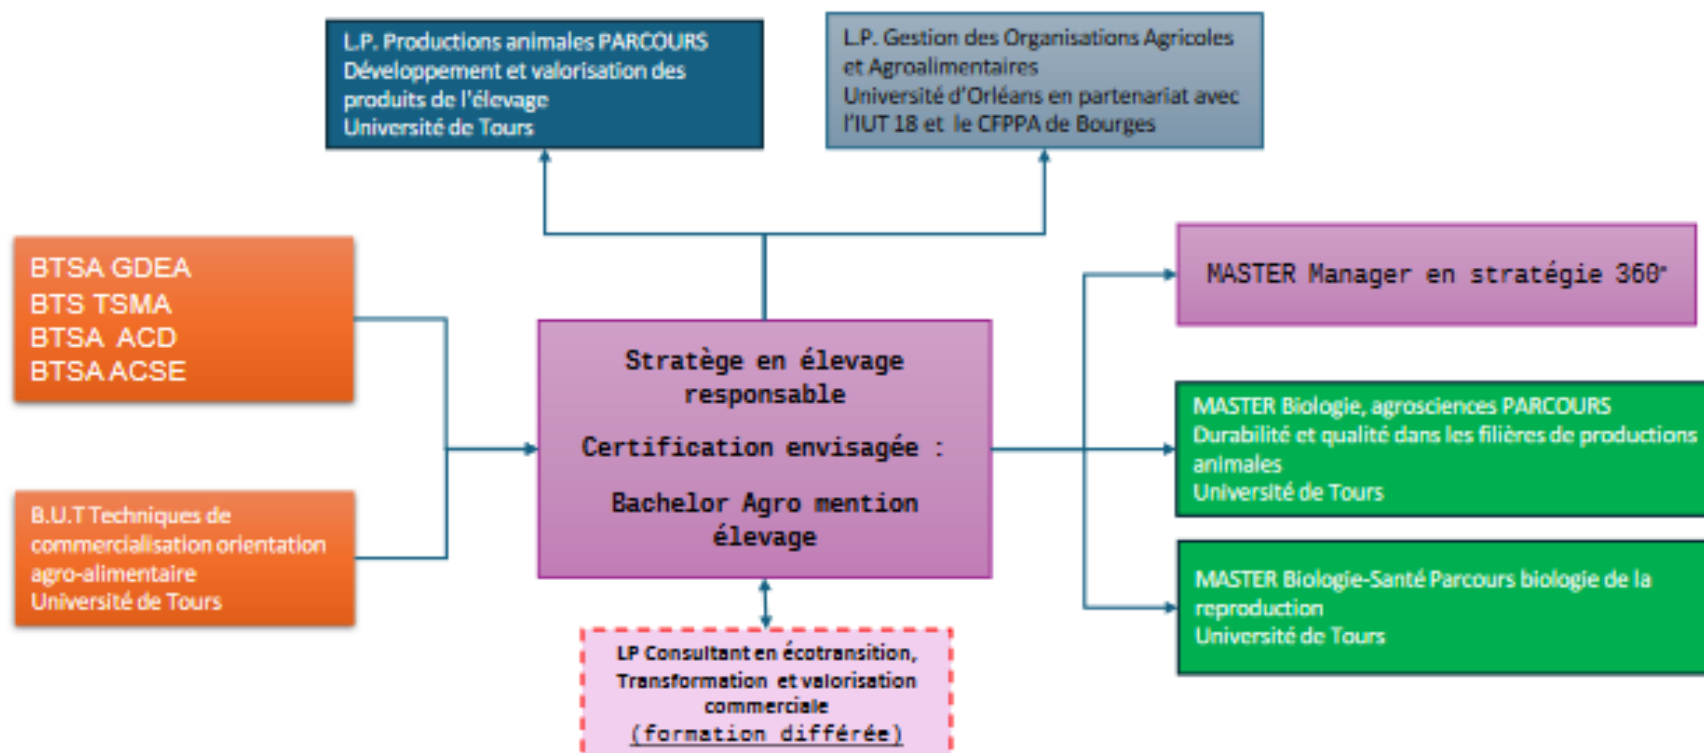 L.P. Productions animales PARCOURS
Développement et valorisation des
produits de l'élevage
Université de Tours
L.P. Gestion des Organisations Agricoles
et Agroalimentaires
Université d'Orléans en partenariat avec
l'IUT 18 et le CFPPA de Bourges
BTSA GDEA
BTS TSMA
BTSA ACD
BTSA ACSE
B.U.T Techniques de
commercialisation orientation
agro-alimentaire
Université de Tours
Stratège en élevage
responsable
Certification envisagée :
Bachelor Agro mention
élevage
LP Consultant en écotransition,
Transformation et valorisation
commerciale
(formation différée)
MASTER Manager en stratégie 360°
MASTER Biologie, agrosciences PARCOURS
Durabilité et qualité dans les filières de productions
animales
Université de Tours
MASTER Biologie-Santé Parcours biologie de la
reproduction
Université de Tours